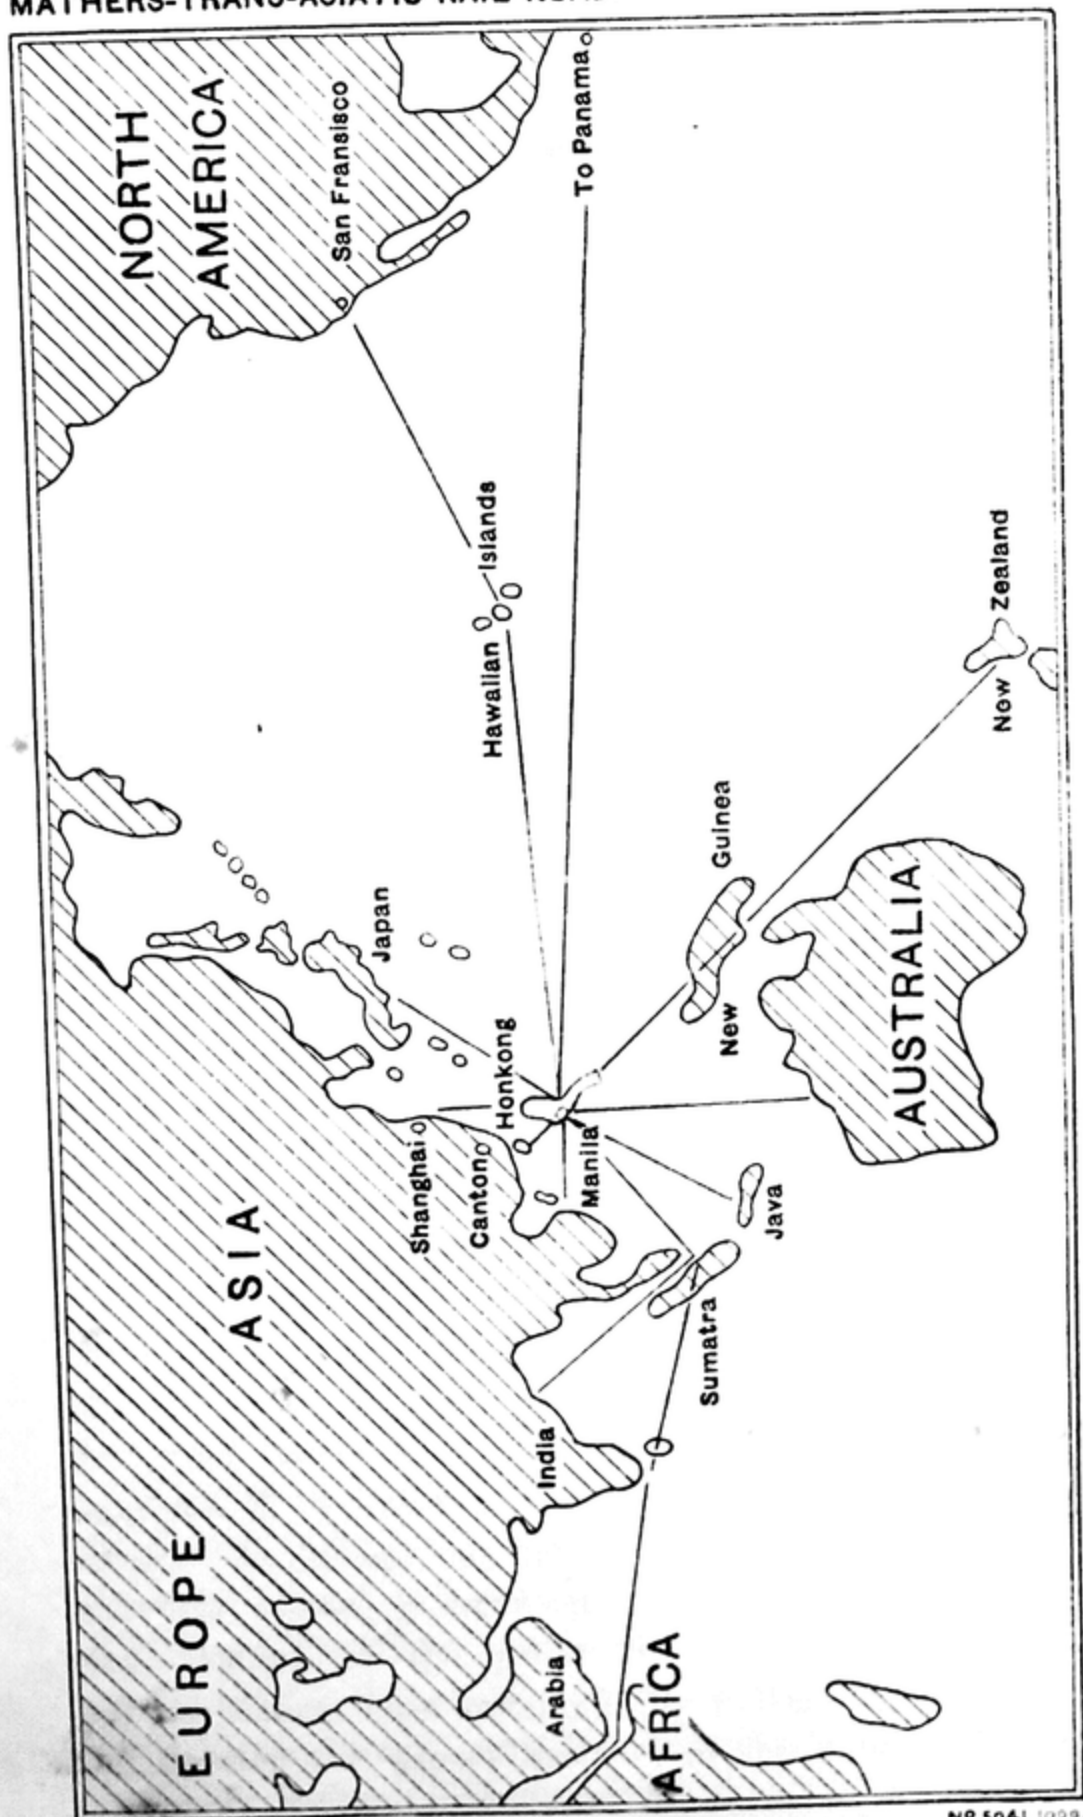 MATHERS-TRANS-ASIATIC
NORTH
AMERICA
San Fransisco
To Panama
Hawaiian Islands
Japan
Honkong
Shanghai
Canton
Manila
ASIA
EUROPE
India
Arabia
AFRICA
Sumatra
Java
New Guinea
AUSTRALIA
Now Zealand